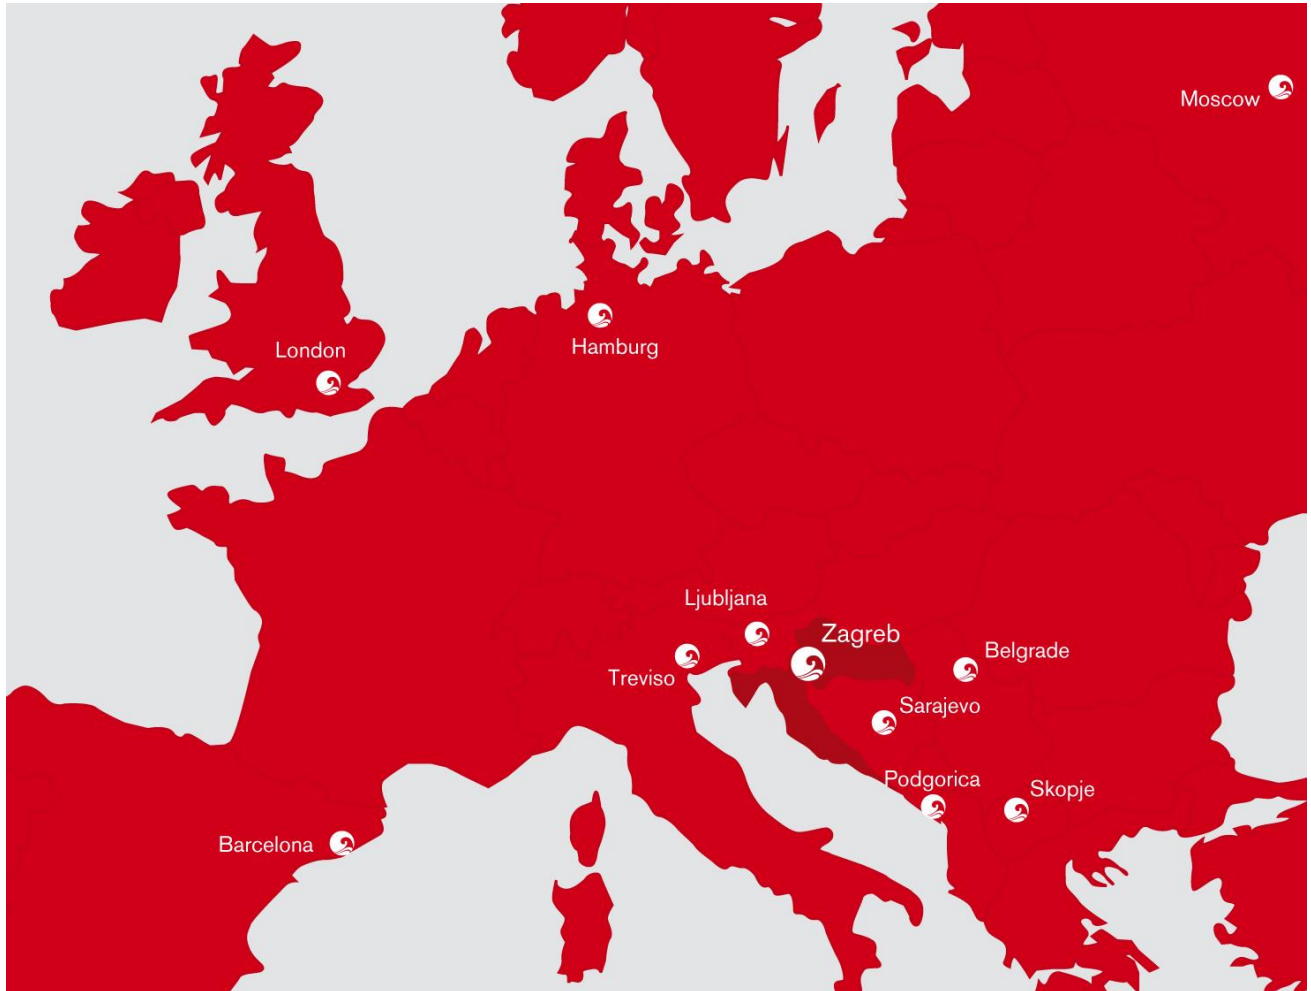 Moscow
London
Hamburg
Ljubljana
Zagreb
Treviso
Belgrade
Sarajevo
Podgorica
Skopje
Barcelona